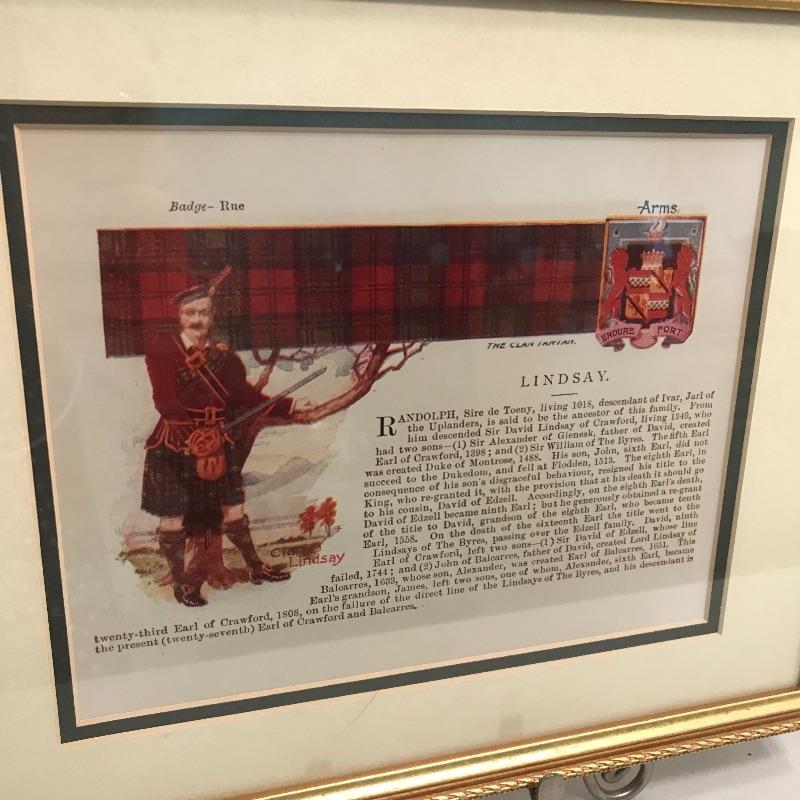 Badge- Rue
Arms.
ENDURE FORT
THE CLAN TARTAN.
LINDSAY.
RANDOLPH, Sire de Toeny, living 1018, descendant of Ivar, Jarl of
the Uplanders, is said to be the ancestor of this family. From
him descended Sir David Lindsay of Crawford, living 1340, who
had two sons—(1) Sir Alexander of Glenesk, father of David, created
Earl of Crawford, 1398; and (2) Sir William of The Byres. The fifth Earl
was created Duke of Montrose, 1488. His son, John, sixth Earl, did not
succeed to the Dukedom, and fell at Flodden, 1513. The eighth Earl, in
consequence of his son's disgraceful behaviour, resigned his title to the
King, who re-granted it, with the provision that at his death it should go
to his cousin, David of Edzell. Accordingly, on the eighth Earl's death,
David of Edzell became ninth Earl; but he generously obtained a re-grant
of the title to David, grandson of the eighth Earl, who became tenth
Earl, 1558. On the death of the sixteenth Earl the title went to the
Lindsays of The Byres, passing over the Edzell family. David, ninth
Earl of Crawford, left two sons—(1) Sir David of Edzell, whose line
failed, 1744; and (2) John of Balcarres, father of David, created Lord Lindsay of
Balcarres, 1633, whose son, Alexander, was created Earl of Balcarres, 1651. This
Earl's grandson, James, left two sons, one of whom, Alexander, sixth Earl, became
twenty-third Earl of Crawford, 1808, on the failure of the direct line of the Lindsays of The Byres, and his descendant is
the present (twenty-seventh) Earl of Crawford and Balcarres.
Clan
Lindsay